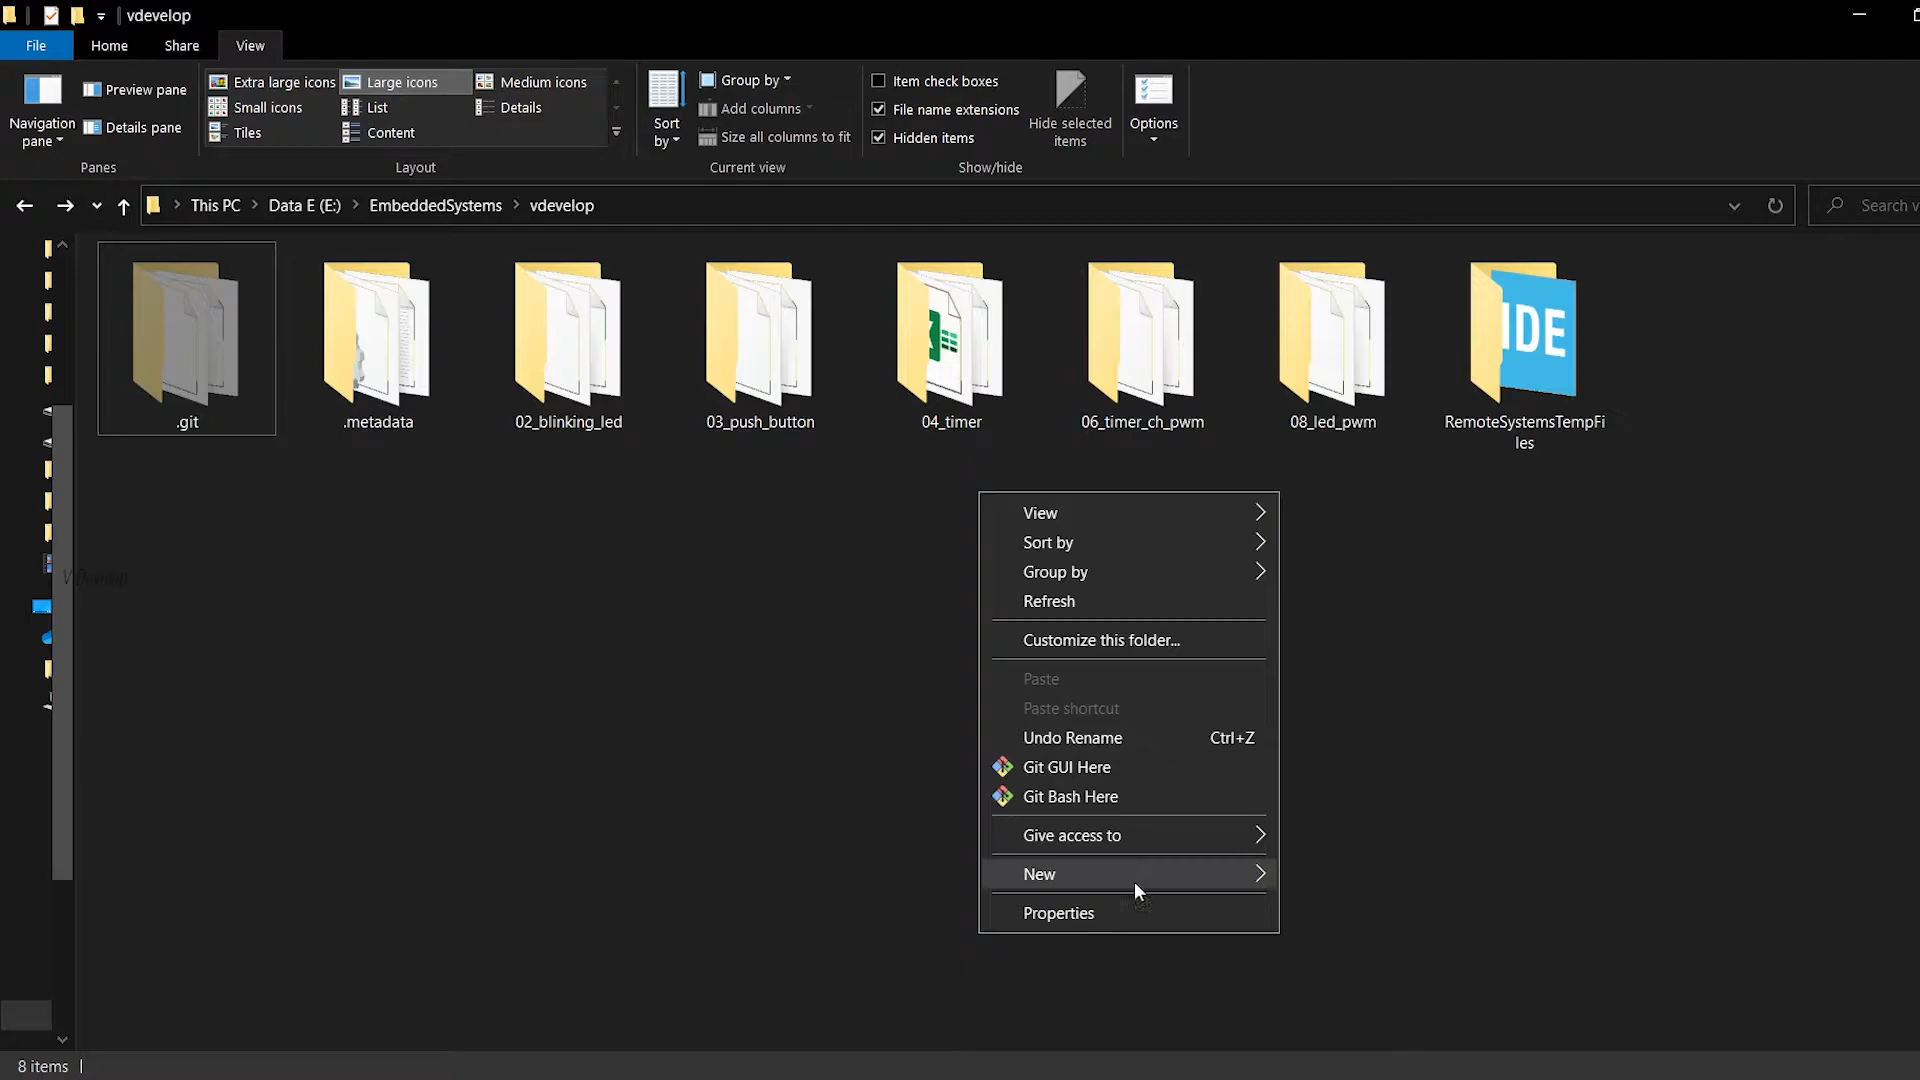 vdevelop
File Home Share View
Extra large icons Large icons Medium icons
Preview pane Small icons List Details
Details pane Tiles Content
Navigation pane
Sort by
Group by
Add columns
Size all columns to fit
Item check boxes
File name extensions
Hidden items
Hide selected items
Options
Panes Layout Current view Show/hide
This PC Data E (E:) EmbeddedSystems vdevelop
Search v
.git .metadata 02_blinking_led 03_push_button 04_timer 06_timer_ch_pwm 08_led_pwm RemoteSystemsTempFi
les
IDE
View
Sort by
Group by
Refresh
V Develop
Customize this folder...
Paste
Paste shortcut
Undo Rename Ctrl+Z
Git GUI Here
Git Bash Here
Give access to
New
Properties
8 items